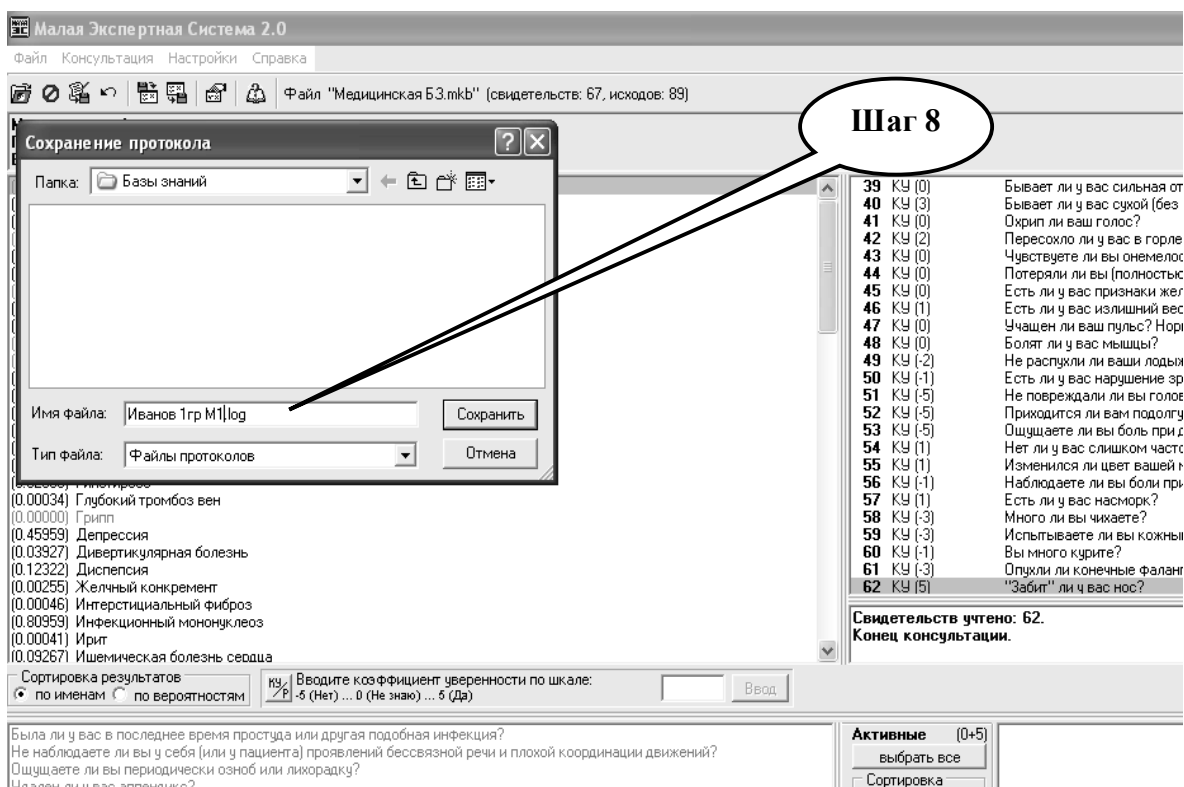 Малая Экспертная Система 2.0
Файл Консультация Настройки Справка
Файл "Медицинская БЗ.mkb" (свидетельств: 67, исходов: 89)
Шаг 8
Сохранение протокола
Папка: Базы знаний
Имя файла: Иванов 1гр М1.log
Сохранить
Тип файла: Файлы протоколов
Отмена
(0.00034) Глубокий тромбоз вен
(0.00000) Грипп
(0.45959) Депрессия
(0.03927) Дивертикулярная болезнь
(0.12322) Диспепсия
(0.00255) Желчный конкремент
(0.00046) Интерстициальный фиброз
(0.80959) Инфекционный мононуклеоз
(0.00041) Ирит
(0.09267) Ишемическая болезнь сердца
39 КУ (0) Бывает ли у вас сильная от
40 КУ (3) Бывает ли у вас сухой (без
41 КУ (0) Охрип ли ваш голос?
42 КУ (2) Пересохло ли у вас в горле
43 КУ (0) Чувствуете ли вы онемелос
44 КУ (0) Потеряли ли вы (полностью
45 КУ (0) Есть ли у вас признаки жел
46 КУ (1) Есть ли у вас излишний вес
47 КУ (0) Учащен ли ваш пульс? Норм
48 КУ (0) Болят ли у вас мышцы?
49 КУ (-2) Не распухли ли ваши лодыж
50 КУ (-1) Есть ли у вас нарушение зр
51 КУ (-5) Не повреждали ли вы голов
52 КУ (-5) Приходится ли вам подолгу
53 КУ (-5) Ощущаете ли вы боль при д
54 КУ (1) Нет ли у вас слишком часто
55 КУ (1) Изменился ли цвет вашей м
56 КУ (-1) Наблюдаете ли вы боли при
57 КУ (1) Есть ли у вас насморк?
58 КУ (-3) Много ли вы чихаете?
59 КУ (-3) Испытываете ли вы кожный
60 КУ (-1) Вы много курите?
61 КУ (-3) Опухли ли конечные фаланг
62 КУ (5) "Забит" ли у вас нос?
Свидетельств учтено: 62.
Конец консультации.
Сортировка результатов
по именам по вероятностям
КУ/Р
Вводите коэффициент уверенности по шкале:
-5 (Нет) ... 0 (Не знаю) ... 5 (Да)
Ввод
Была ли у вас в последнее время простуда или другая подобная инфекция?
Не наблюдаете ли вы у себя (или у пациента) проявлений бессвязной речи и плохой координации движений?
Ощущаете ли вы периодически озноб или лихорадку?
Удален ли у вас аппендикс?
Активные (0+5)
выбрать все
Сортировка